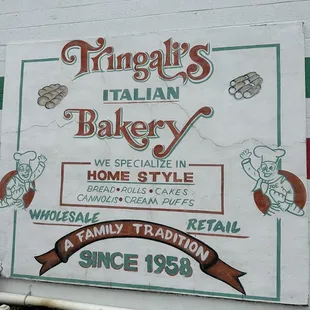 Tringali's
ITALIAN
Bakery
WE SPECIALIZE IN
HOME STYLE
BREAD • ROLLS • CAKES
CANNOLIS • CREAM PUFFS
WHOLESALE RETAIL
A FAMILY TRADITION
SINCE 1958